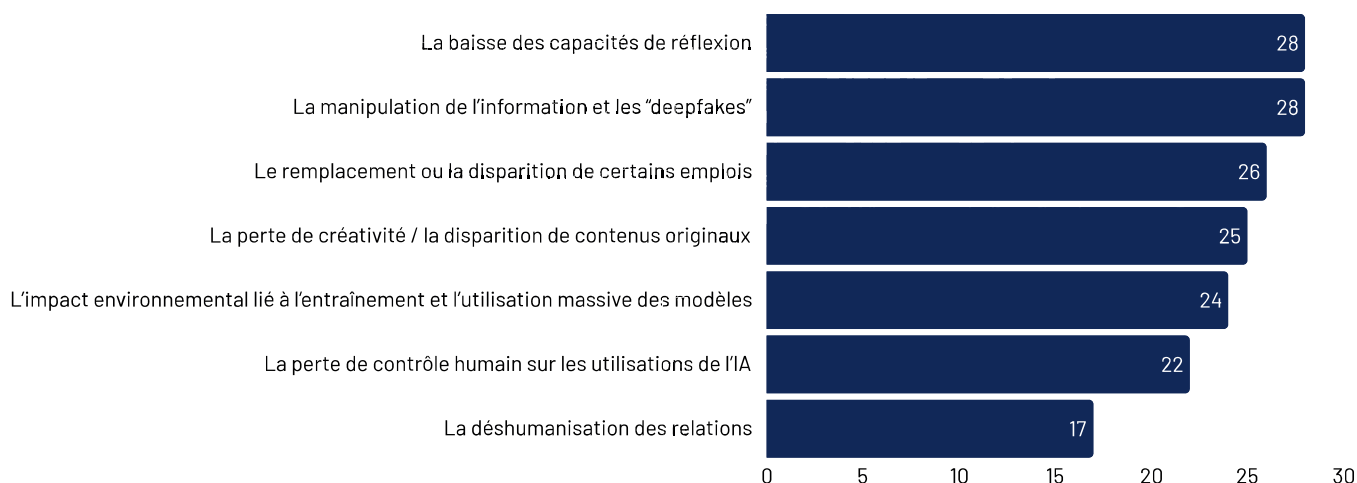 La baisse des capacités de réflexion 28
La manipulation de l'information et les “deepfakes” 28
Le remplacement ou la disparition de certains emplois 26
La perte de créativité / la disparition de contenus originaux 25
L'impact environnemental lié à l'entraînement et l'utilisation massive des modèles 24
La perte de contrôle humain sur les utilisations de l'IA 22
La déshumanisation des relations 17
0 5 10 15 20 25 30